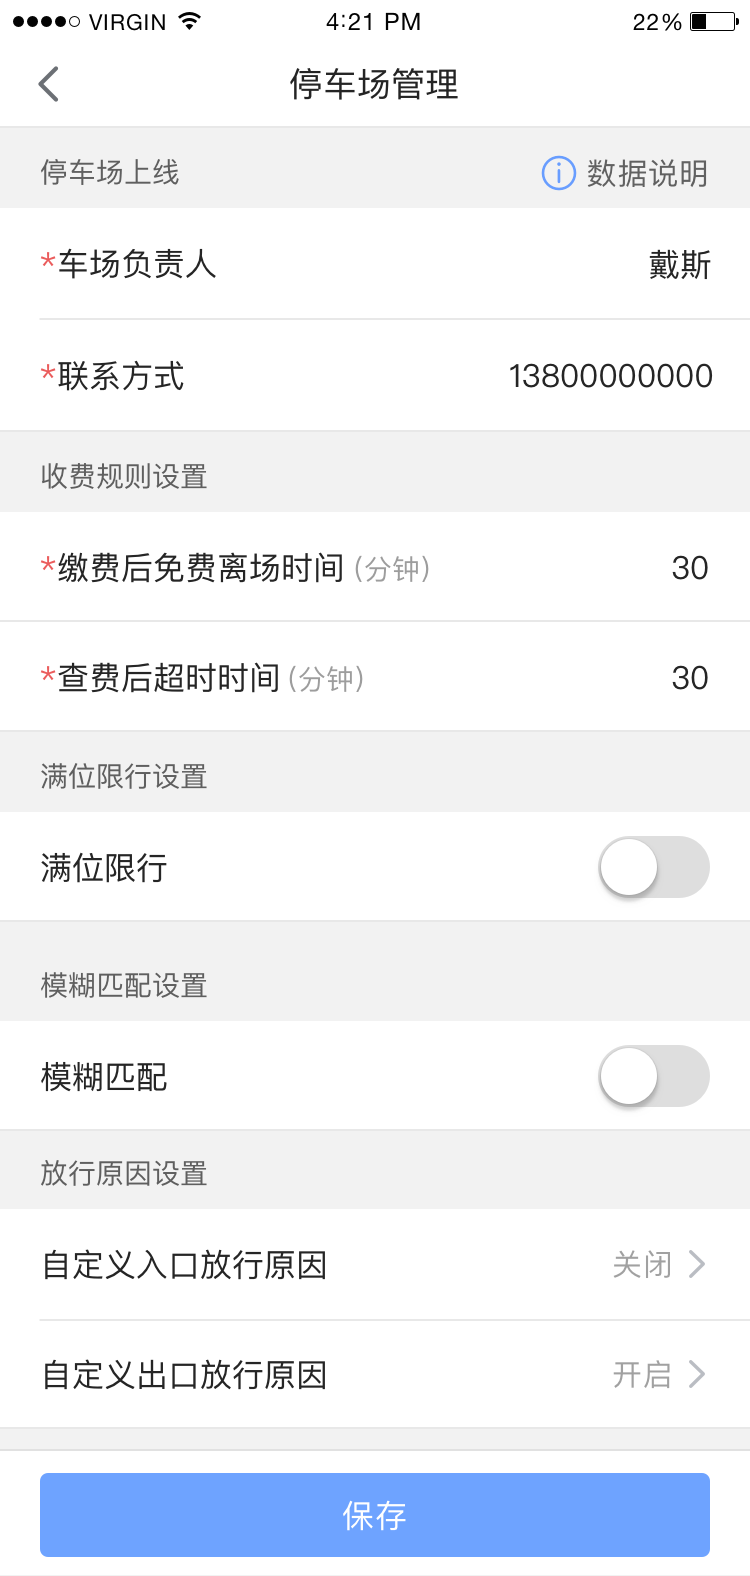 VIRGIN 4:21 PM 22%
停车场管理
停车场上线 数据说明
*车场负责人 戴斯
*联系方式 13800000000
收费规则设置
*缴费后免费离场时间 (分钟) 30
*查费后超时时间 (分钟) 30
满位限行设置
满位限行
模糊匹配设置
模糊匹配
放行原因设置
自定义入口放行原因 关闭
自定义出口放行原因 开启
保存